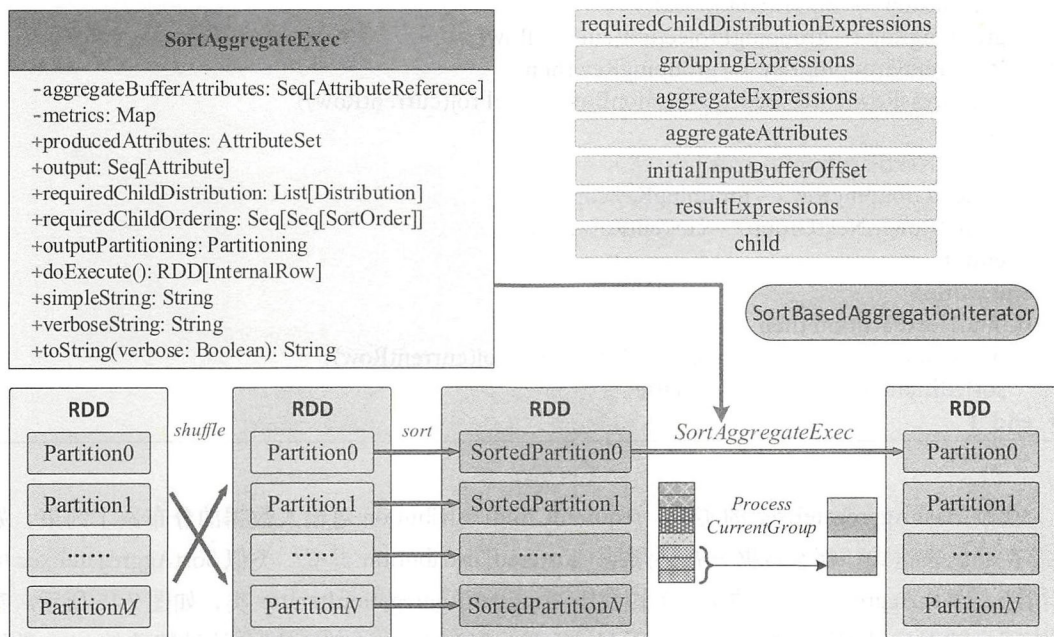 SortAggregateExec
-aggregateBufferAttributes: Seq[AttributeReference]
-metrics: Map
+producedAttributes: AttributeSet
+output: Seq[Attribute]
+requiredChildDistribution: List[Distribution]
+requiredChildOrdering: Seq[Seq[SortOrder]]
+outputPartitioning: Partitioning
+doExecute(): RDD[InternalRow]
+simpleString: String
+verboseString: String
+toString(verbose: Boolean): String
requiredChildDistributionExpressions
groupingExpressions
aggregateExpressions
aggregateAttributes
initialInputBufferOffset
resultExpressions
child
SortBasedAggregationIterator
RDD
Partition0
Partition1
······
PartitionM
shuffle
RDD
Partition0
Partition1
······
PartitionN
sort
RDD
SortedPartition0
SortedPartition1
······
SortedPartitionN
SortAggregateExec
Process
CurrentGroup
RDD
Partition0
Partition1
······
PartitionN